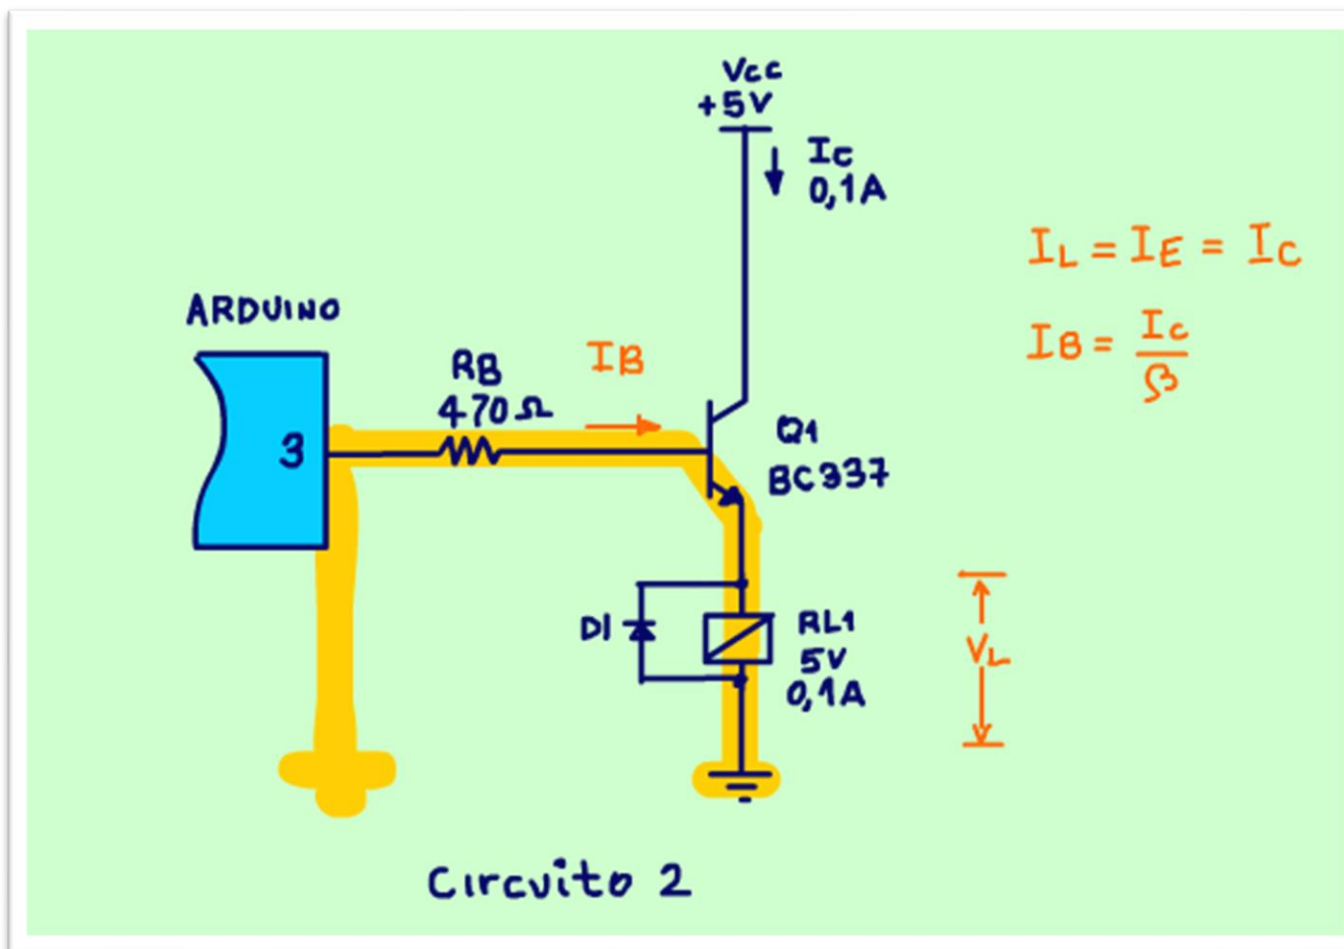 Vcc
+5V
Ic
0,1A
IL = IE = IC
ARDUINO
IB = Ic
β
RB
470Ω
IB
3
Q1
BC337
D1
RL1
5V
0,1A
VL
Circuito 2